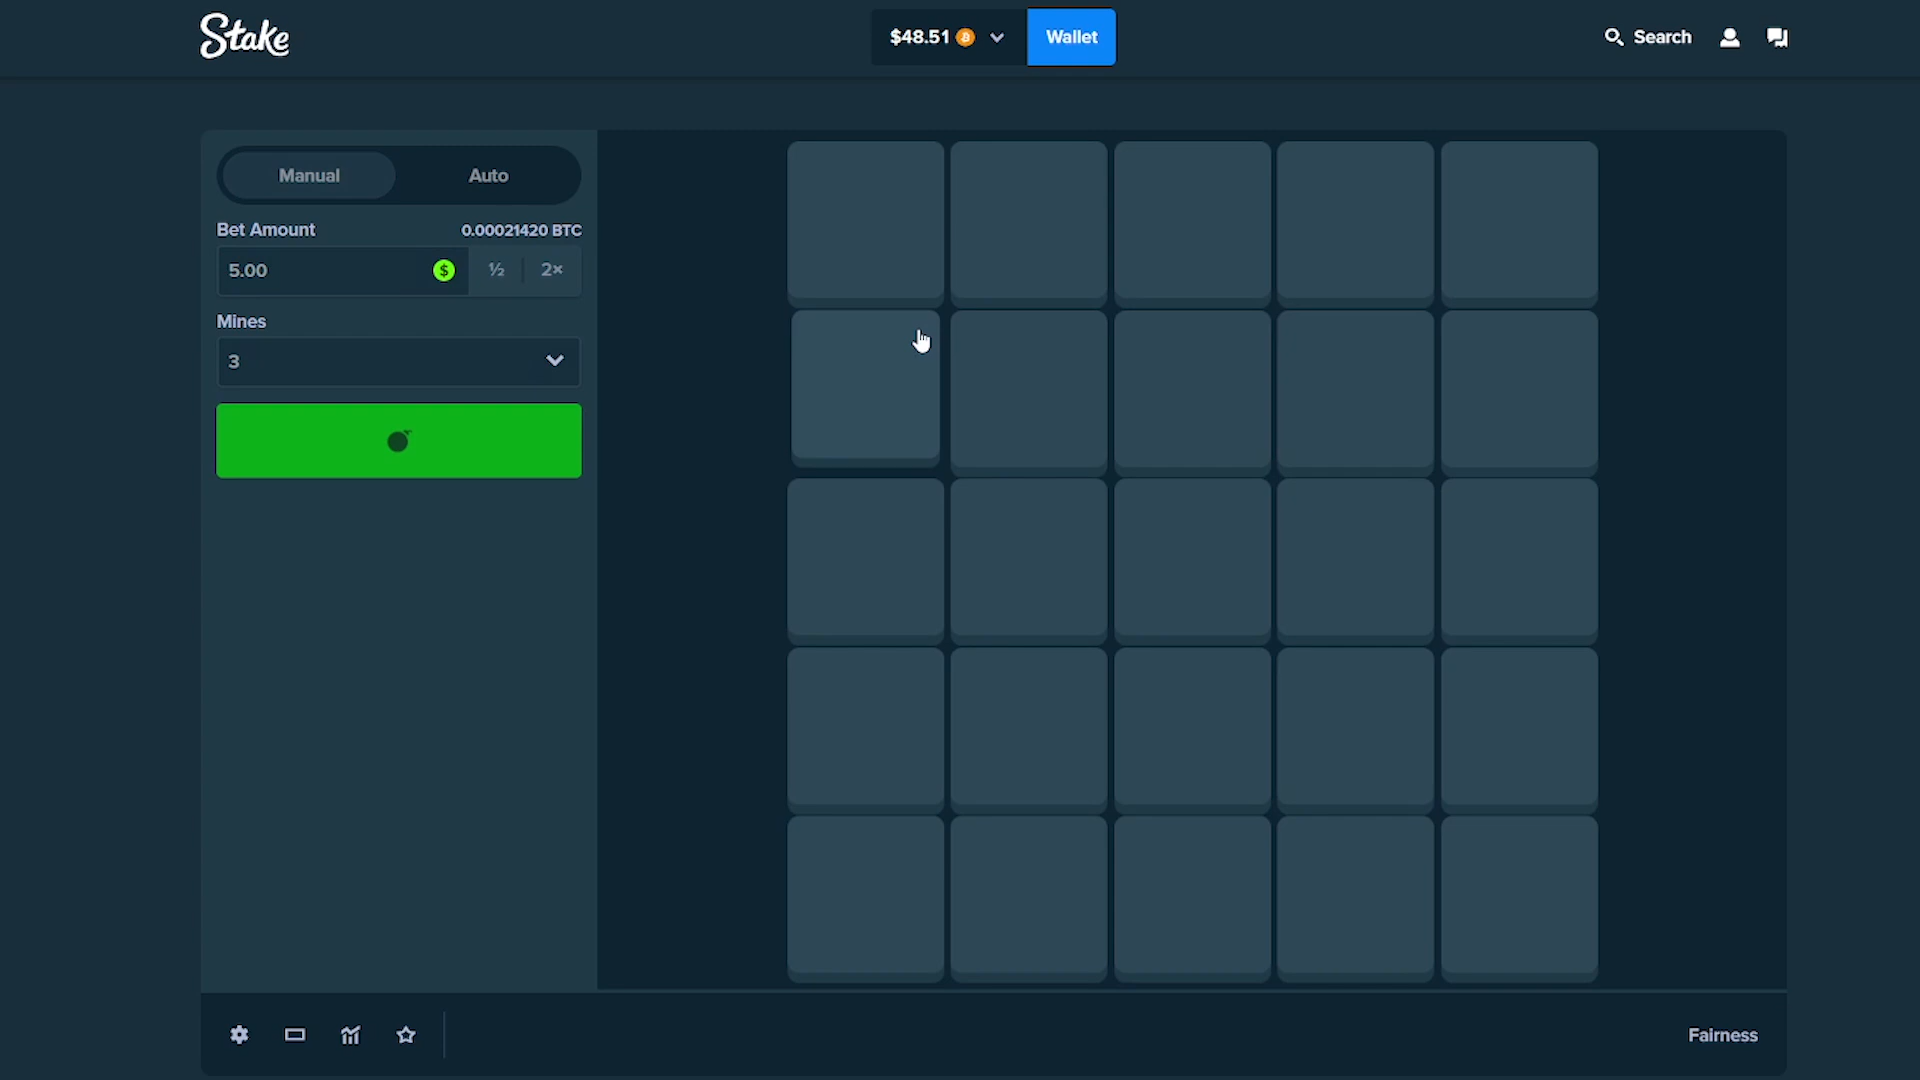 Stake
$48.51
Wallet
Search
Manual
Auto
Bet Amount
0.00021420 BTC
5.00
$
½
2×
Mines
3
Fairness